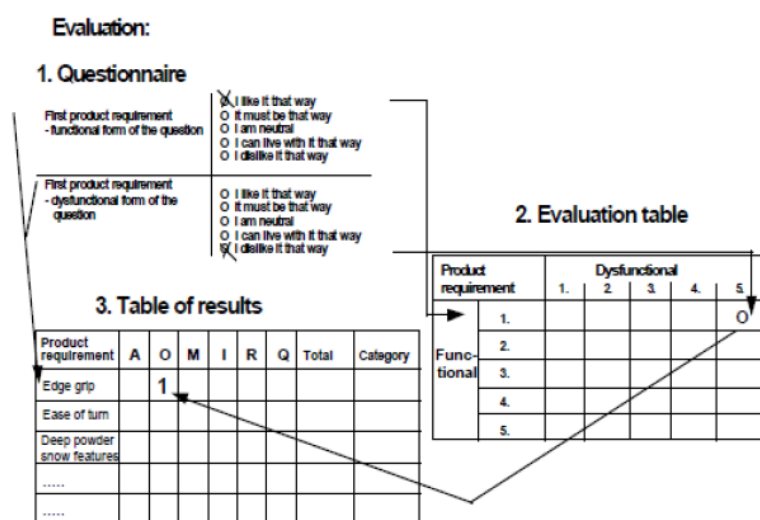 Evaluation:
1. Questionnaire
First product requirement
- functional form of the question
I like it that way
O It must be that way
O I am neutral
O I can live with it that way
O I dislike it that way
First product requirement
- dysfunctional form of the
question
O I like it that way
O It must be that way
O I am neutral
O I can live with it that way
I dislike it that way
2. Evaluation table
Product
requirement
Dysfunctional
1. 2 3. 4. 5.
Func-
tional
1. O
2.
3.
4.
5.
3. Table of results
Product
requirement A O M I R Q Total Category
Edge grip 1
Ease of turn
Deep powder
snow features
.....
.....